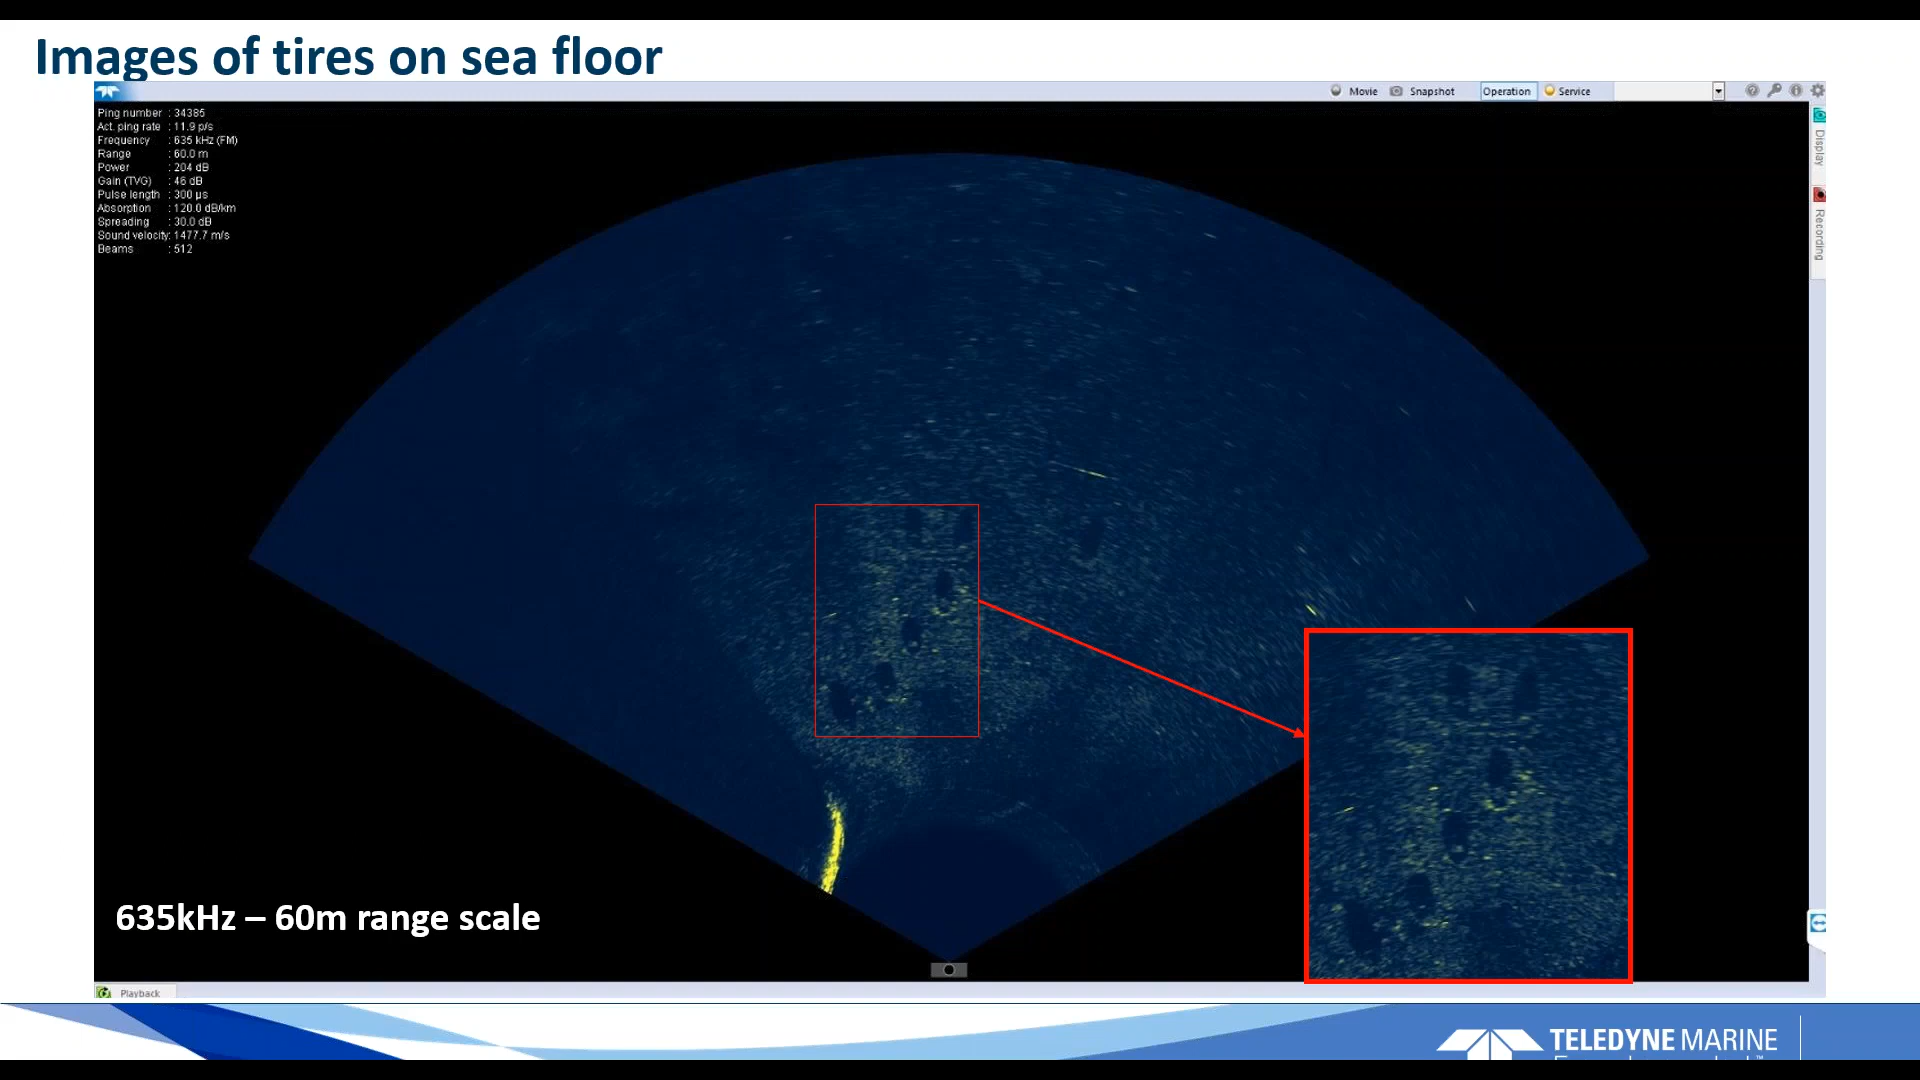 Images of tires on sea floor
Movie Snapshot Operation Service
Ping number : 34385
Act. ping rate : 11.9 p/s
Frequency : 635 kHz (FM)
Range : 60.0 m
Power : 204 dB
Gain (TVG) : 46 dB
Pulse length : 300 µs
Absorption : 120.0 dB/km
Spreading : 30.0 dB
Sound velocity: 1477.7 m/s
Beams : 512
Display
Recording
635kHz – 60m range scale
Playback
TELEDYNE MARINE